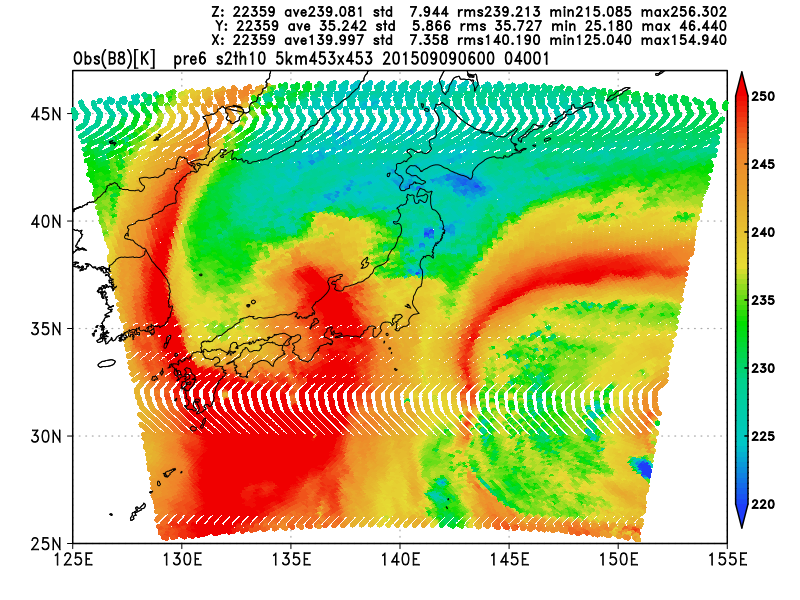 Z: 22359 ave239.081 std 7.944 rms239.213 min215.085 max256.302
Y: 22359 ave 35.242 std 5.866 rms 35.727 min 25.180 max 46.440
X: 22359 ave139.997 std 7.358 rms140.190 min125.040 max154.940
Obs(B8)[K] pre6 s2th10 5km453x453 201509090600 04001
45N
40N
35N
30N
25N
125E 130E 135E 140E 145E 150E 155E
250
245
240
235
230
225
220